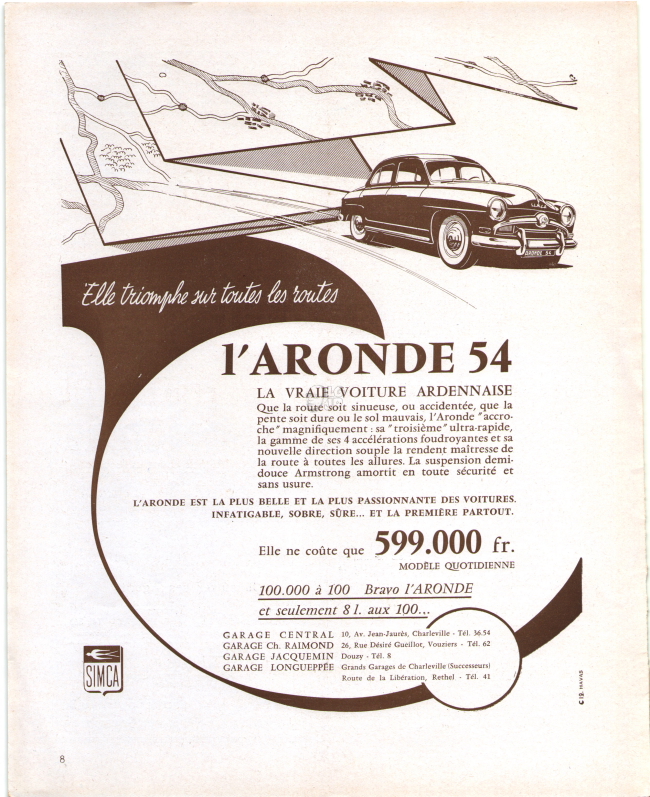 ARONDE 54
Elle triomphe sur toutes les routes
l'ARONDE 54
LA VRAIE VOITURE ARDENNAISE
Que la route soit sinueuse, ou accidentée, que la
pente soit dure ou le sol mauvais, l'Aronde "accro-
che" magnifiquement : sa "troisième" ultra-rapide,
la gamme de ses 4 accélérations foudroyantes et sa
nouvelle direction souple la rendent maîtresse de
la route à toutes les allures. La suspension demi-
douce Armstrong amortit en toute sécurité et
sans usure.
L'ARONDE EST LA PLUS BELLE ET LA PLUS PASSIONNANTE DES VOITURES.
INFATIGABLE, SOBRE, SÛRE... ET LA PREMIÈRE PARTOUT.
Elle ne coûte que 599.000 fr.
MODÈLE QUOTIDIENNE
100.000 à 100 Bravo l'ARONDE
et seulement 8 l. aux 100...
GARAGE CENTRAL 10, Av. Jean-Jaurès, Charleville - Tél. 36.54
GARAGE Ch. RAIMOND 26, Rue Désiré Gueillot, Vouziers - Tél. 62
GARAGE JACQUEMIN Douzy - Tél. 8
GARAGE LONGUEPPÉE Grands Garages de Charleville (Successeurs)
Route de la Libération, Rethel - Tél. 41
SIMCA
HAVAS
8